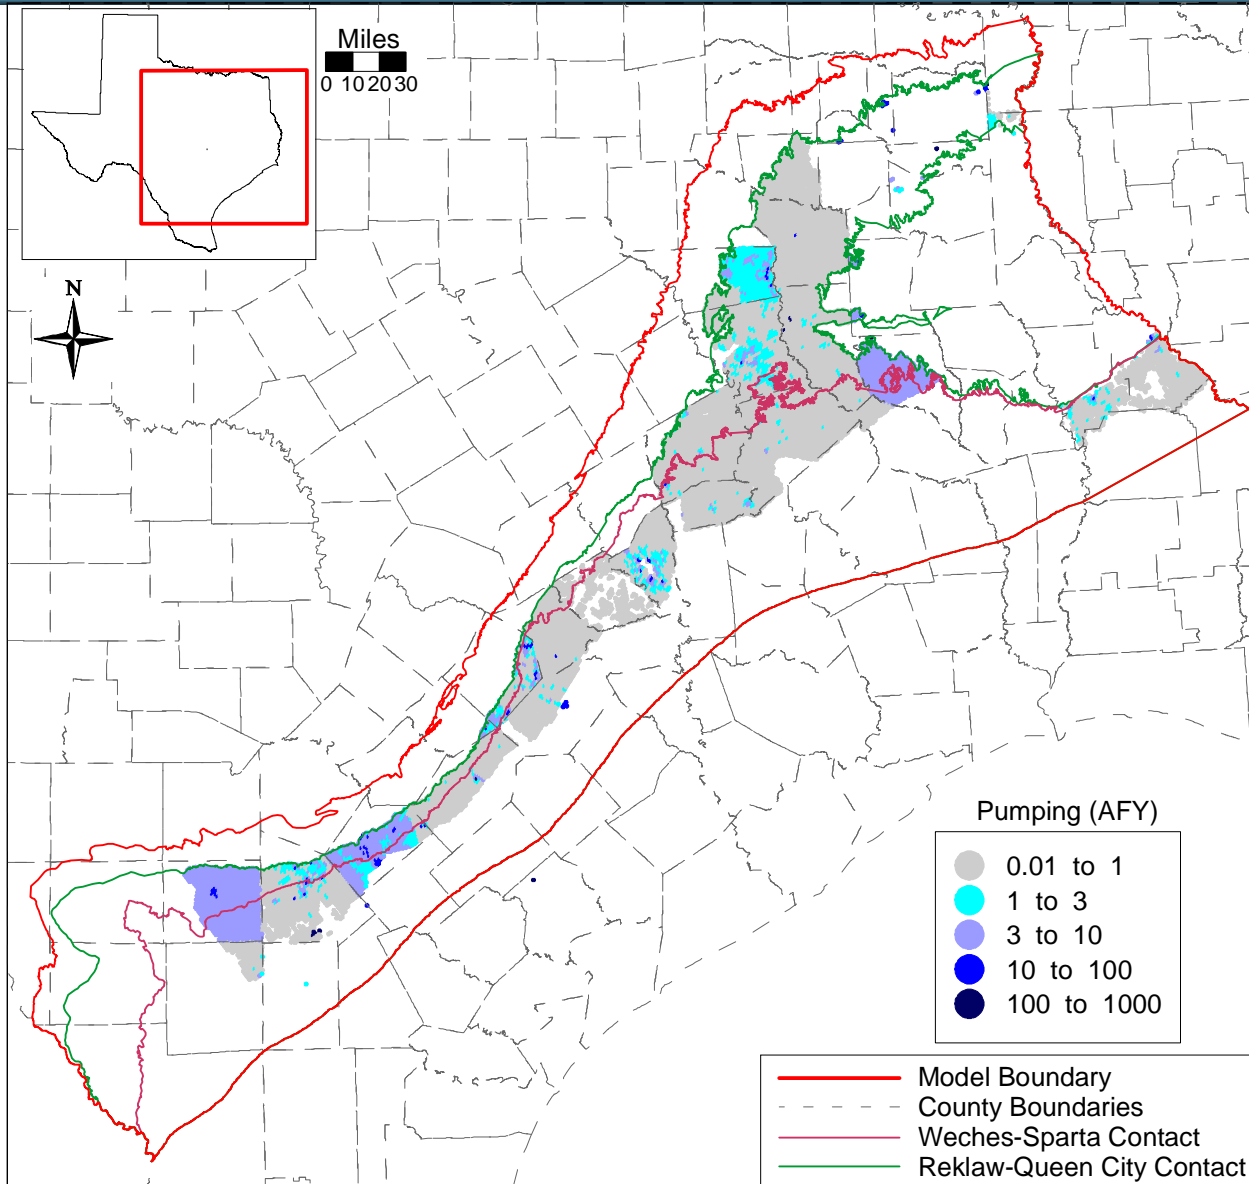 Miles
0 10 20 30
N
Pumping (AFY)
0.01 to 1
1 to 3
3 to 10
10 to 100
100 to 1000
Model Boundary
County Boundaries
Weches-Sparta Contact
Reklaw-Queen City Contact